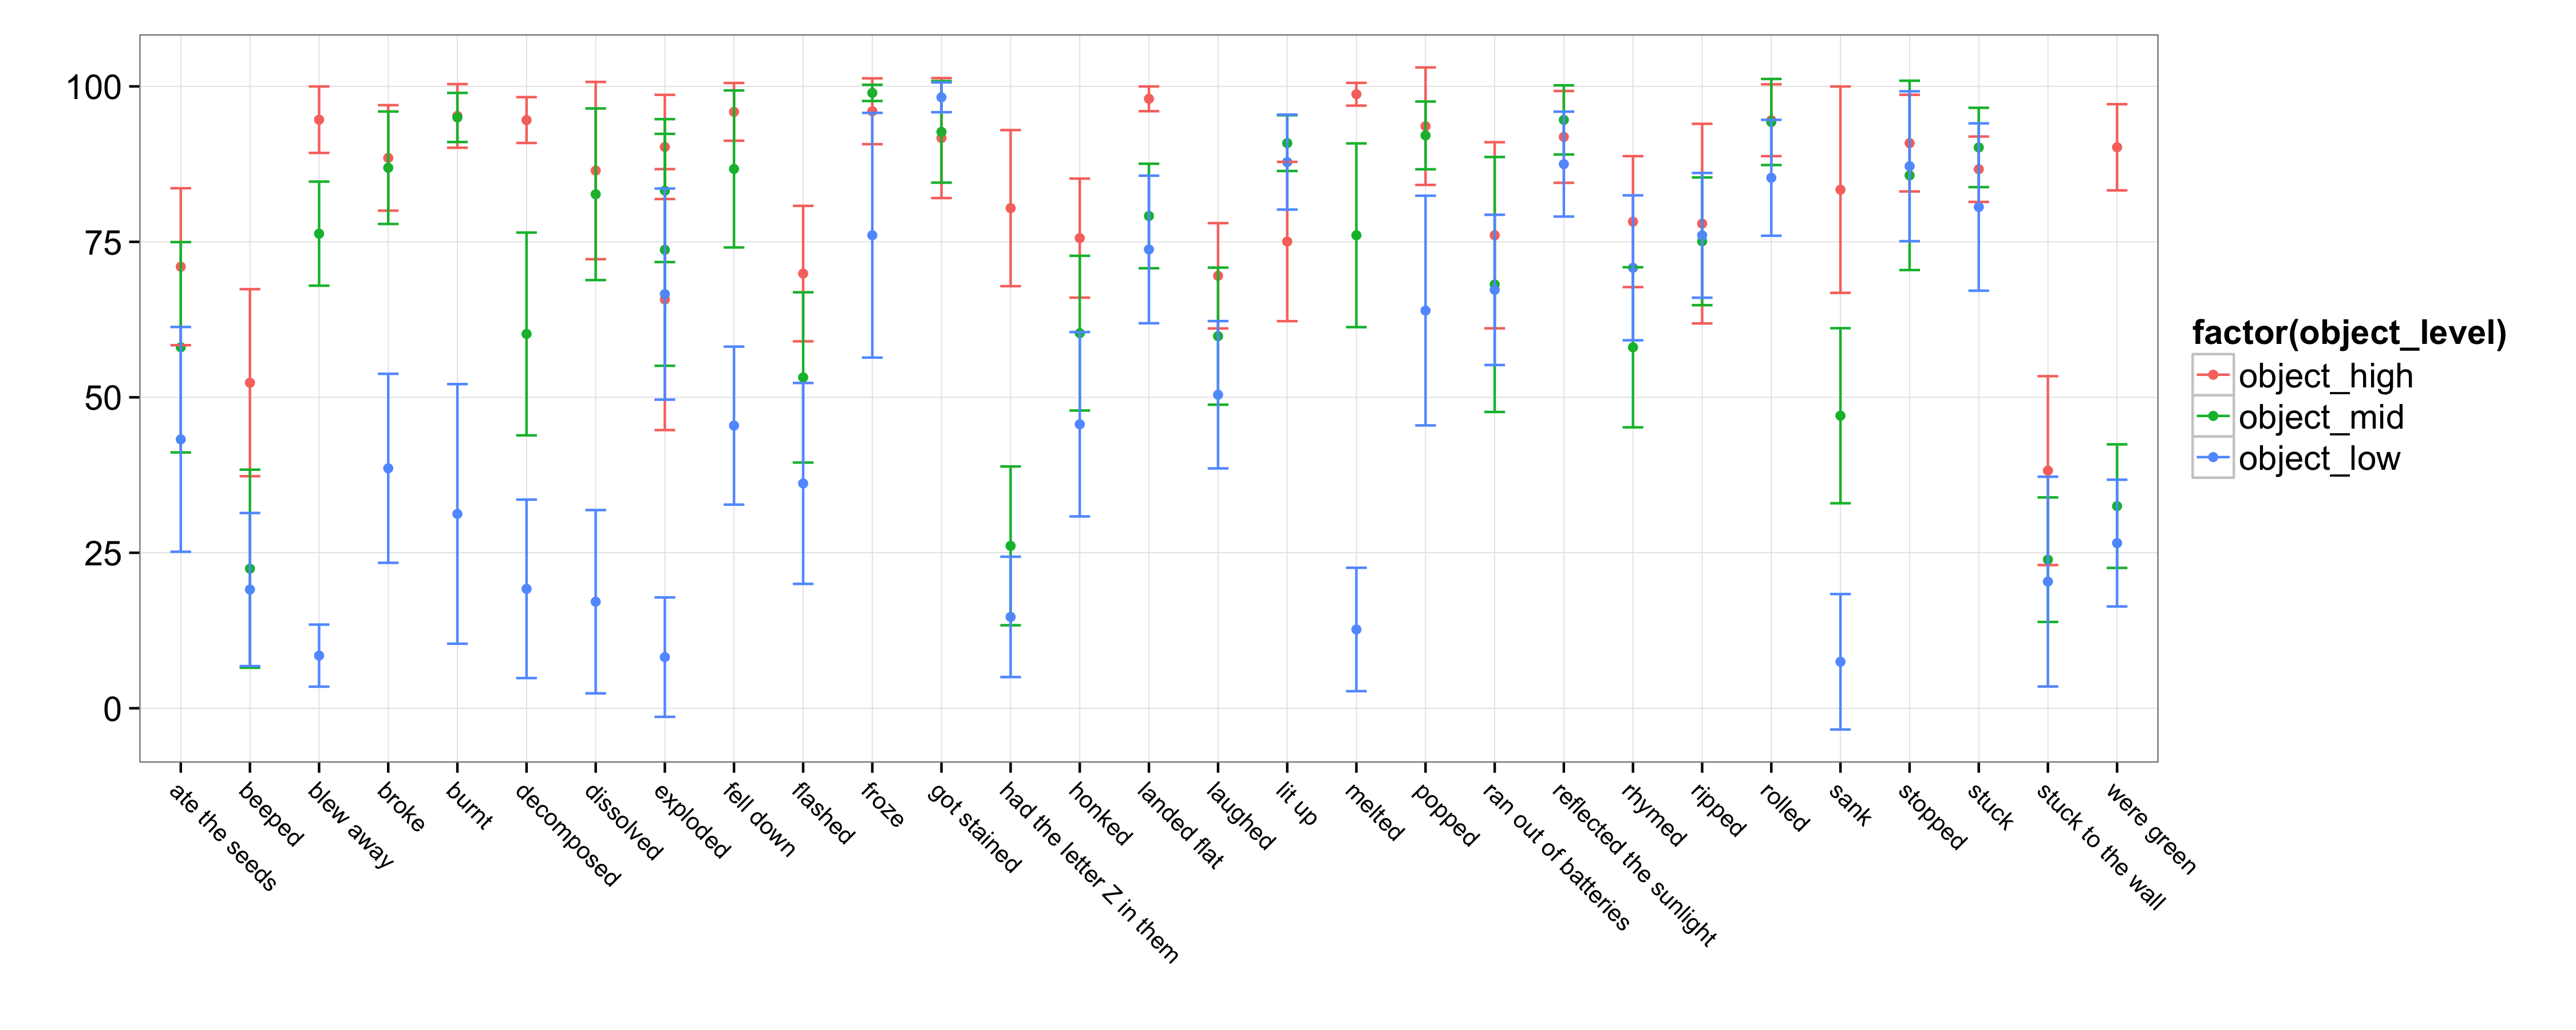 100
75
50
25
0
ate the seeds
beeped
blew away
broke
burnt
decomposed
dissolved
exploded
fell down
flashed
froze
got stained
had the letter Z in them
honked
landed flat
laughed
lit up
melted
popped
ran out of batteries
reflected the sunlight
rhymed
ripped
rolled
sank
stopped
stuck
stuck to the wall
were green
factor(object_level)
object_high
object_mid
object_low